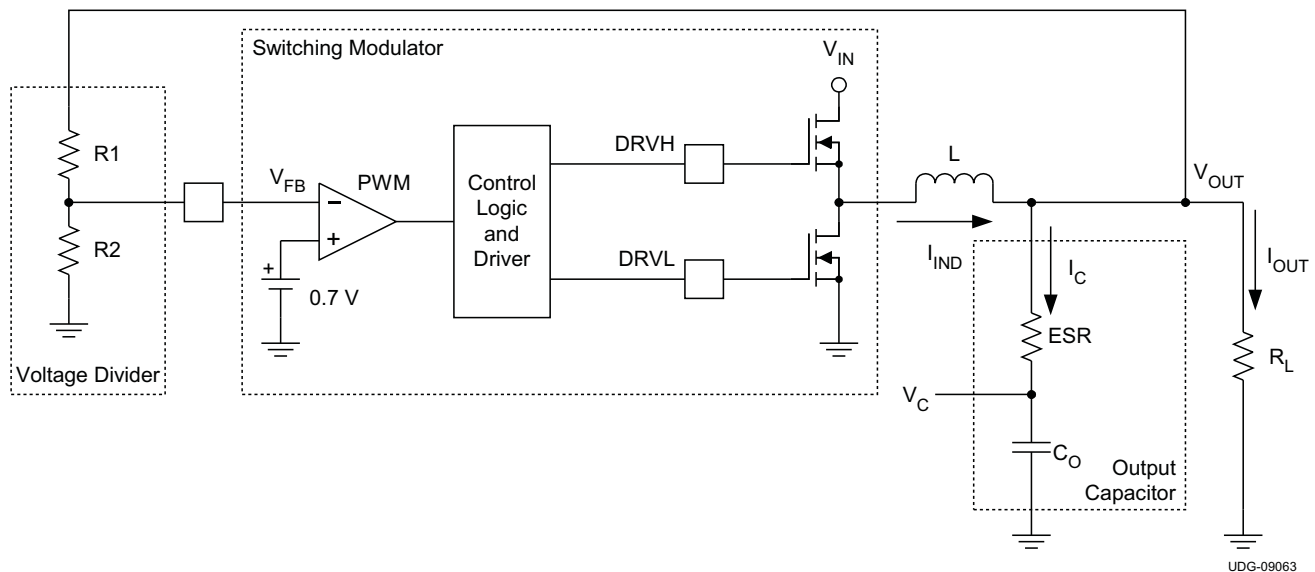 Switching Modulator
V_IN
R1
R2
Voltage Divider
V_FB
PWM
−
+
+
0.7 V
Control
Logic
and
Driver
DRVH
DRVL
L
I_IND
V_OUT
I_C
I_OUT
ESR
R_L
V_C
C_O
Output
Capacitor
UDG-09063